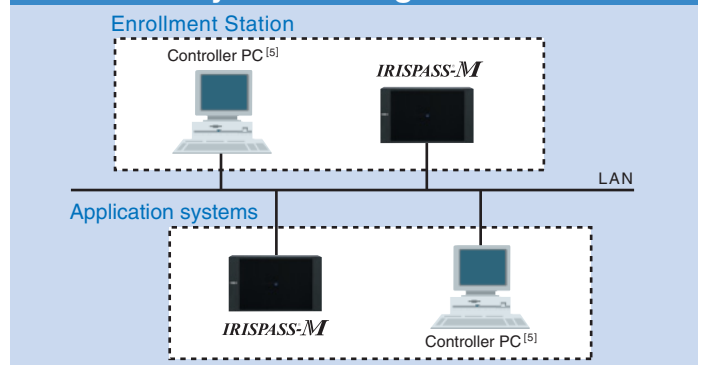 Enrollment Station
Controller PC [5]
IRISPASS®-M
LAN
Application systems
IRISPASS®-M
Controller PC [5]